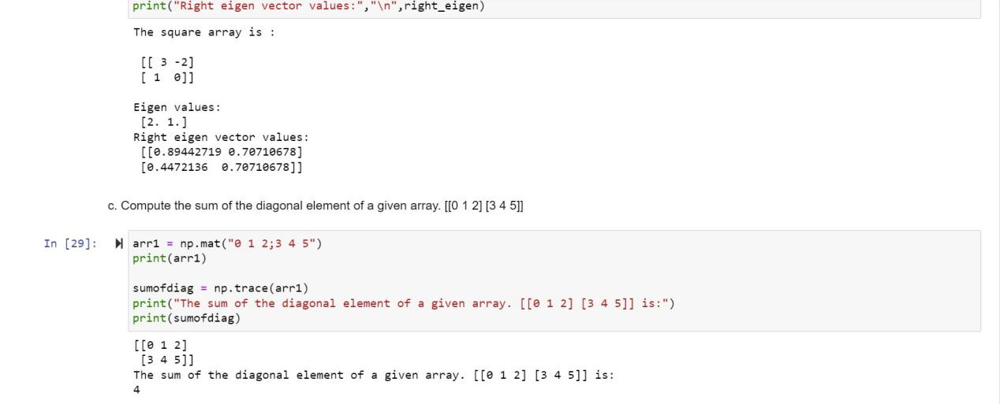 print("Right eigen vector values:","\n",right_eigen)
The square array is :
[[ 3 -2]
[ 1  0]]
Eigen values:
[2. 1.]
Right eigen vector values:
[[0.89442719 0.70710678]
[0.4472136  0.70710678]]
c. Compute the sum of the diagonal element of a given array. [[0 1 2] [3 4 5]]
In [29]: arr1 = np.mat("0 1 2;3 4 5")
print(arr1)
sumofdiag = np.trace(arr1)
print("The sum of the diagonal element of a given array. [[0 1 2] [3 4 5]] is:")
print(sumofdiag)
[[0 1 2]
[3 4 5]]
The sum of the diagonal element of a given array. [[0 1 2] [3 4 5]] is:
4